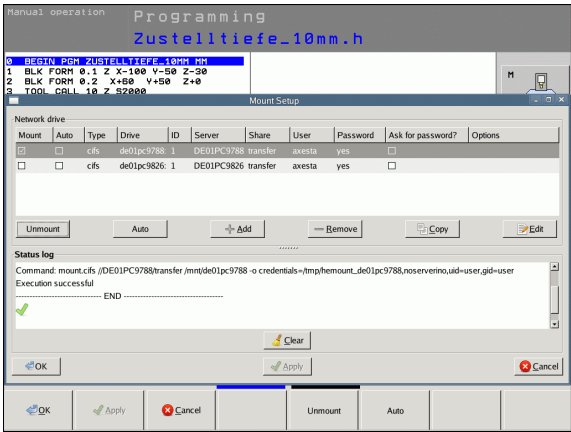 Manual operation
Programming
Zustelltiefe_10mm.h
0 BEGIN PGM ZUSTELLTIEFE_10MM MM
1 BLK FORM 0.1 Z X-100 Y-50 Z-30
2 BLK FORM 0.2 X+60 Y+50 Z+0
3 TOOL CALL 10 Z S2000
M
Mount Setup
Network drive
Mount Auto Type Drive ID Server Share User Password Ask for password? Options
cifs de01pc9788: 1 DE01PC9788 transfer axesta yes
cifs de01pc9826: 1 DE01PC9826 transfer axesta yes
Unmount Auto Add Remove Copy Edit
Status log
Command: mount.cifs //DE01PC9788/transfer /mnt/de01pc9788 -o credentials=/tmp/hemount_de01pc9788,noserverino,uid=user,gid=user
Execution successful
------------------------------ END -----------------------------------
Clear
OK Apply Cancel
OK Apply Cancel Unmount Auto